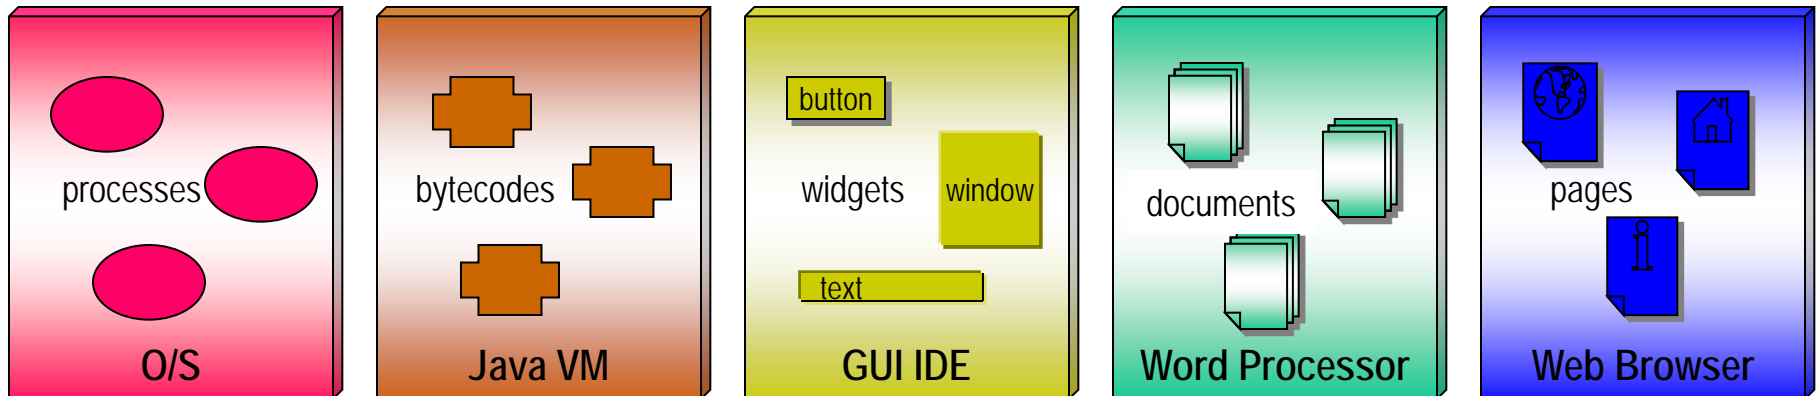 processes
O/S
bytecodes
Java VM
button
widgets
window
text
GUI IDE
documents
Word Processor
pages
i
Web Browser